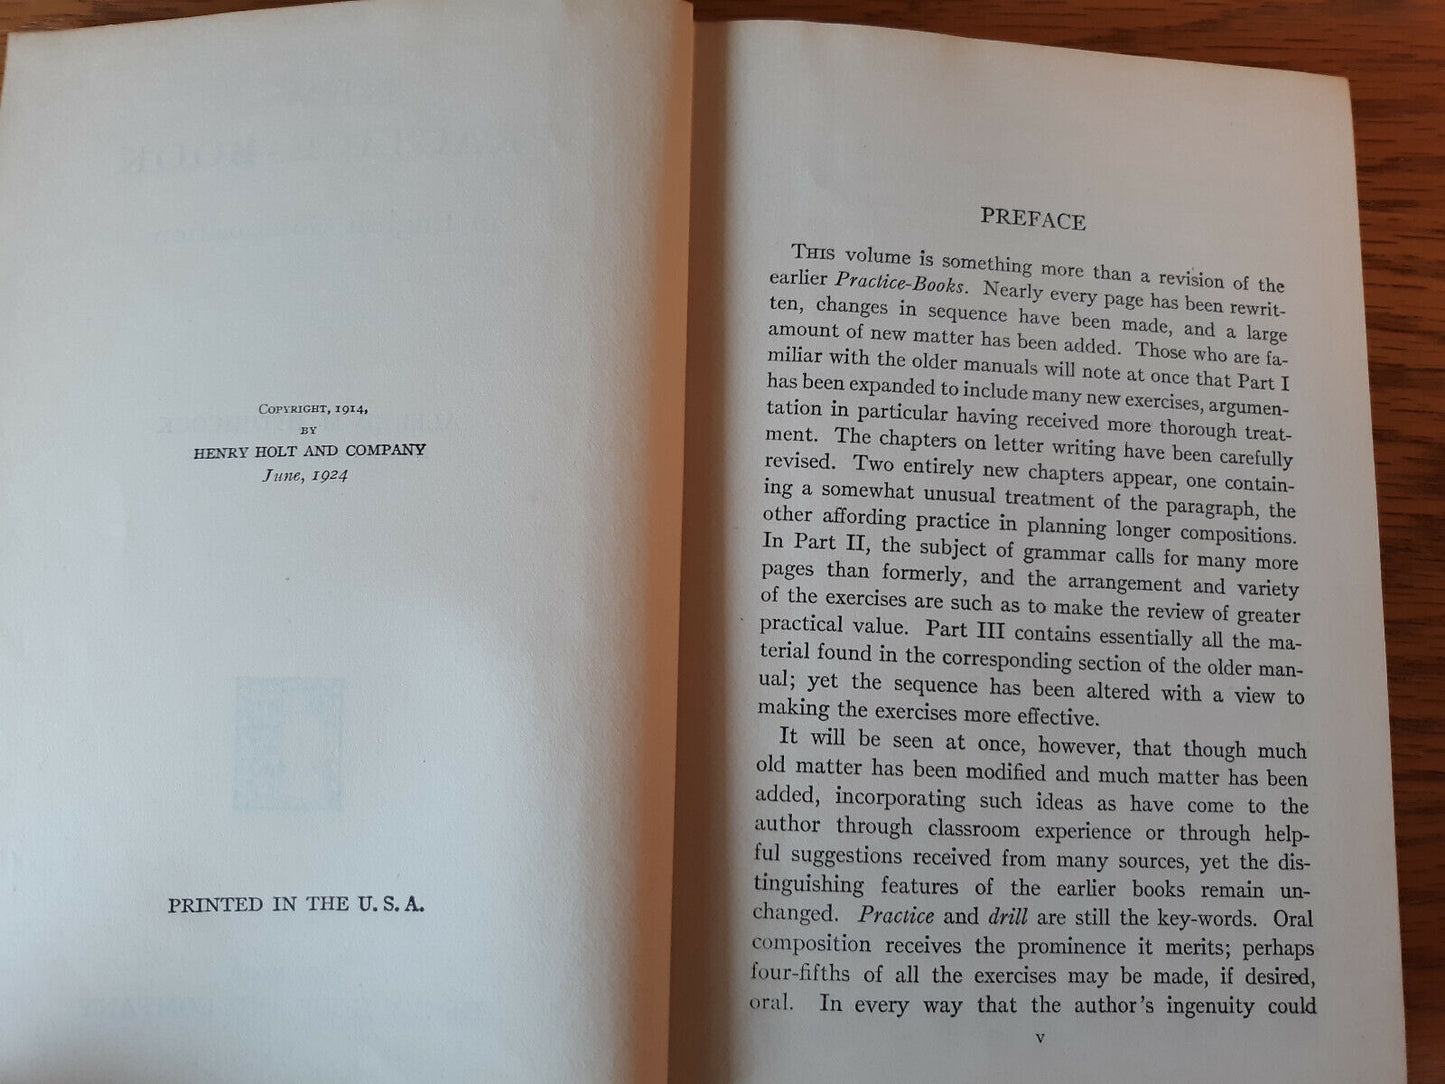 COPYRIGHT, 1914,
BY
HENRY HOLT AND COMPANY
June, 1924
PRINTED IN THE U. S. A.
PREFACE
THIS volume is something more than a revision of the
earlier Practice-Books. Nearly every page has been rewrit-
ten, changes in sequence have been made, and a large
amount of new matter has been added. Those who are fa-
miliar with the older manuals will note at once that Part I
has been expanded to include many new exercises, argumen-
tation in particular having received more thorough treat-
ment. The chapters on letter writing have been carefully
revised. Two entirely new chapters appear, one contain-
ing a somewhat unusual treatment of the paragraph, the
other affording practice in planning longer compositions.
In Part II, the subject of grammar calls for many more
pages than formerly, and the arrangement and variety
of the exercises are such as to make the review of greater
practical value. Part III contains essentially all the ma-
terial found in the corresponding section of the older man-
ual; yet the sequence has been altered with a view to
making the exercises more effective.
It will be seen at once, however, that though much
old matter has been modified and much matter has been
added, incorporating such ideas as have come to the
author through classroom experience or through help-
ful suggestions received from many sources, yet the dis-
tinguishing features of the earlier books remain un-
changed. Practice and drill are still the key-words. Oral
composition receives the prominence it merits; perhaps
four-fifths of all the exercises may be made, if desired,
oral. In every way that the author's ingenuity could
v